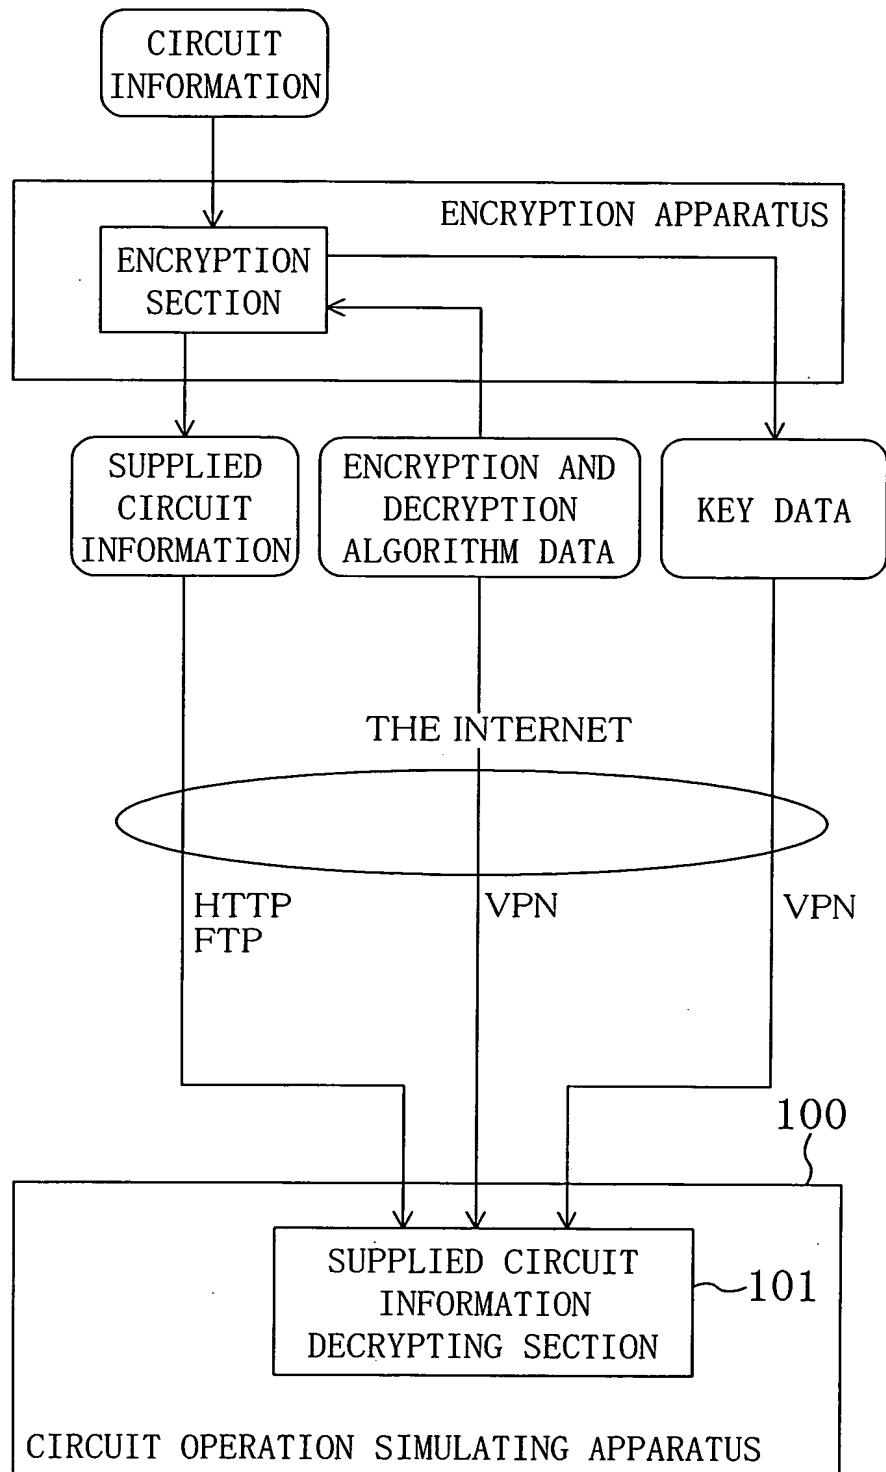 CIRCUIT
INFORMATION
ENCRYPTION APPARATUS
ENCRYPTION
SECTION
SUPPLIED
CIRCUIT
INFORMATION
ENCRYPTION AND
DECRYPTION
ALGORITHM DATA
KEY DATA
THE INTERNET
HTTP
FTP
VPN
VPN
100
SUPPLIED CIRCUIT
INFORMATION
DECRYPTING SECTION
101
CIRCUIT OPERATION SIMULATING APPARATUS